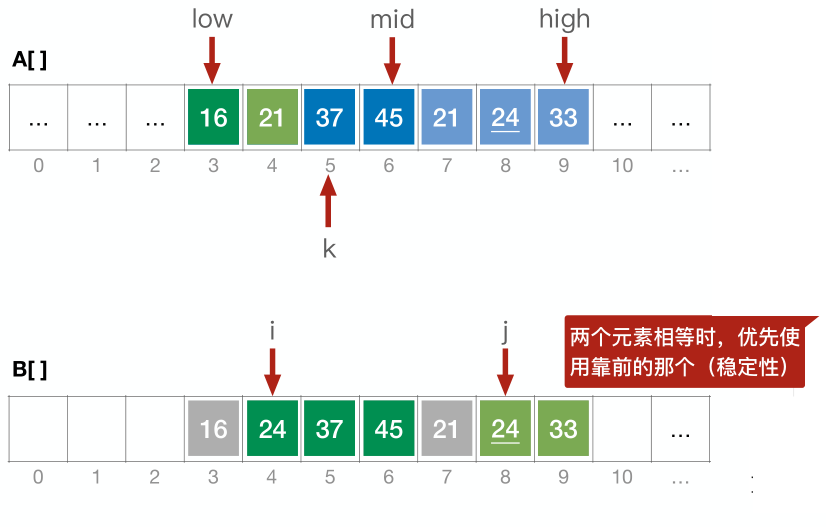 low mid high
A[ ]
... ... ... 16 21 37 45 21 24 33 ... ...
0 1 2 3 4 5 6 7 8 9 10 ...
k
i j
两个元素相等时，优先使
用靠前的那个（稳定性）
B[ ]
16 24 37 45 21 24 33 ...
0 1 2 3 4 5 6 7 8 9 10 ...